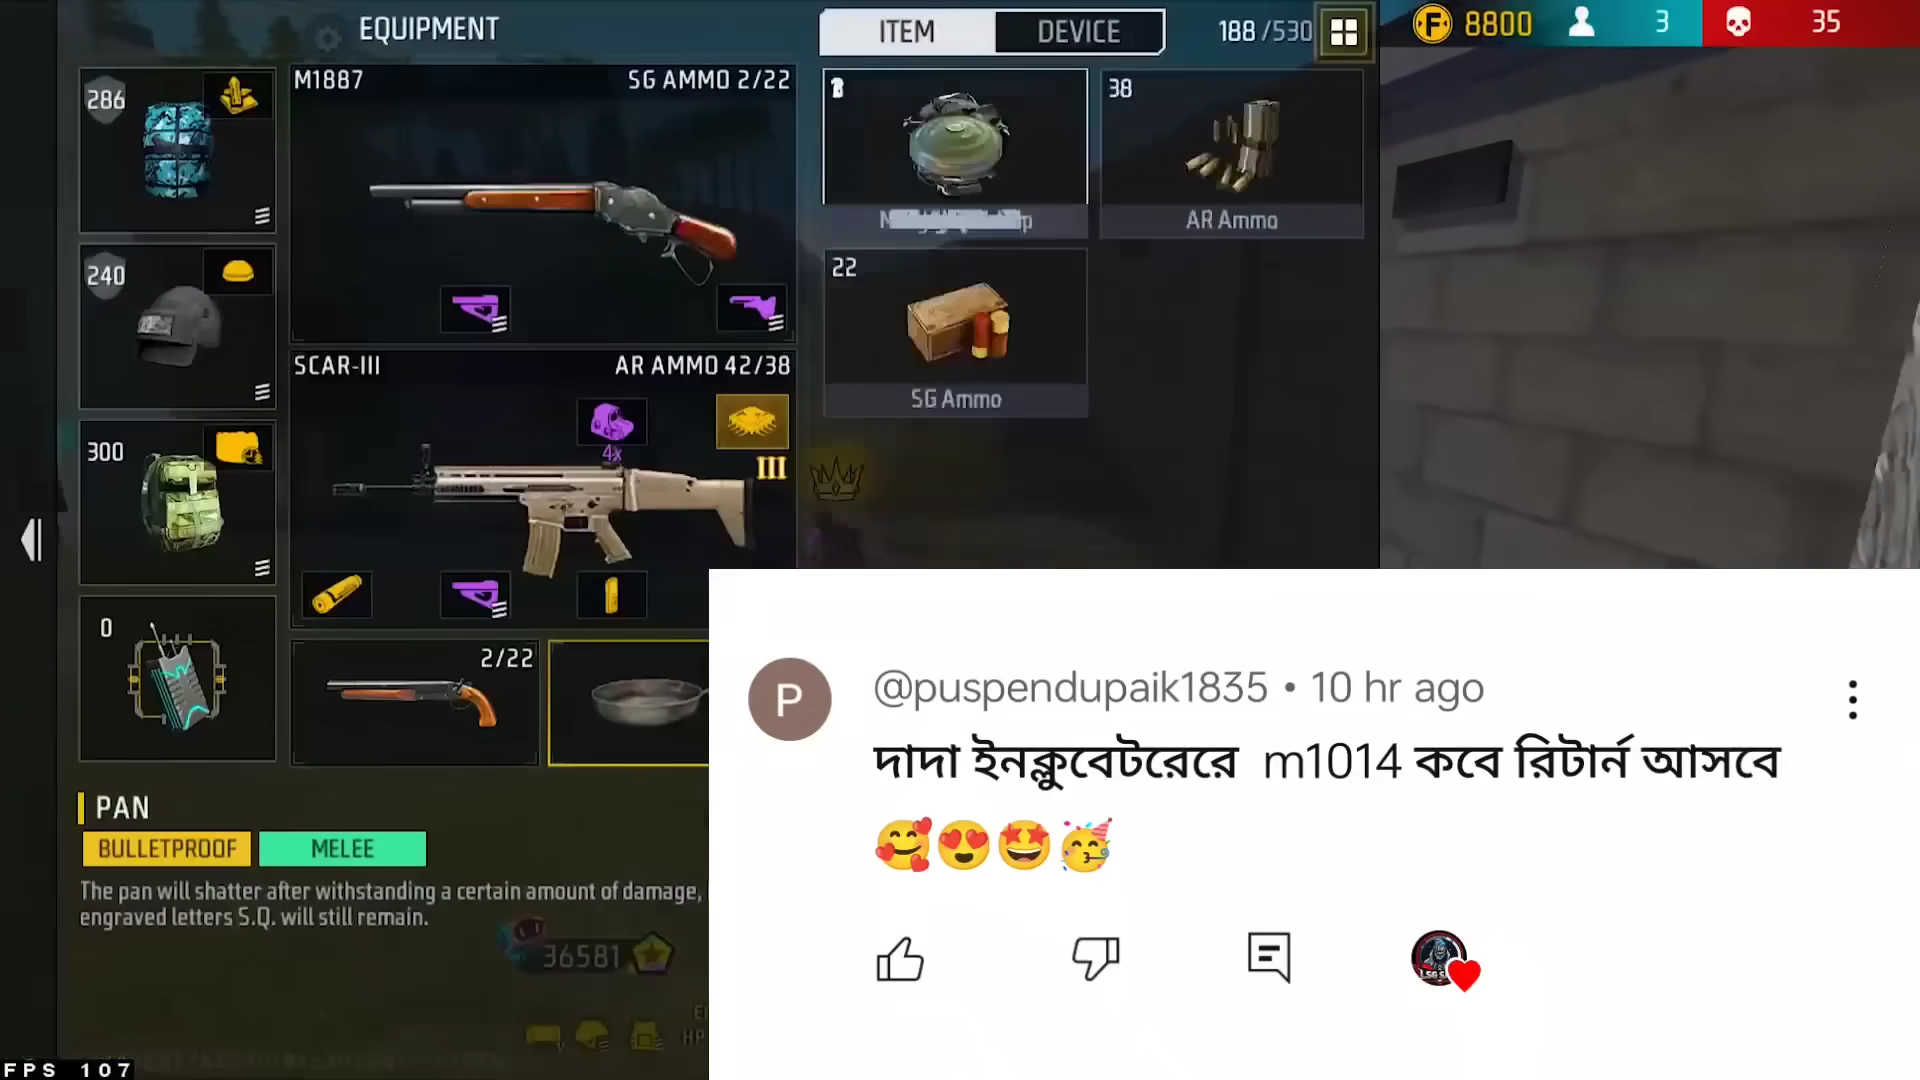 EQUIPMENT
ITEM
DEVICE
188 /530
8800
3
35
286
M1887
SG AMMO 2/22
38
AR Ammo
240
22
SG Ammo
SCAR-III
AR AMMO 42/38
4x
III
300
0
2/22
PAN
BULLETPROOF
MELEE
The pan will shatter after withstanding a certain amount of damage,
engraved letters S.Q. will still remain.
36581
HP
FPS 107
P
@puspendupaik1835 • 10 hr ago
দাদা ইনক্লুবেটরেরে m1014 কবে রিটার্ন আসবে
🥰😍🤩🥳